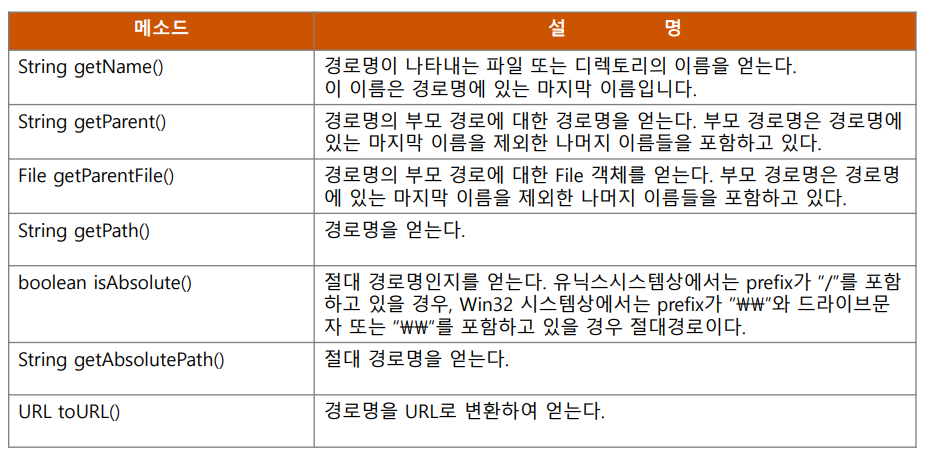 메소드
설 명
String getName()
경로명이 나타내는 파일 또는 디렉토리의 이름을 얻는다.
이 이름은 경로명에 있는 마지막 이름입니다.
String getParent()
경로명의 부모 경로에 대한 경로명을 얻는다. 부모 경로명은 경로명에
있는 마지막 이름을 제외한 나머지 이름들을 포함하고 있다.
File getParentFile()
경로명의 부모 경로에 대한 File 객체를 얻는다. 부모 경로명은 경로명
에 있는 마지막 이름을 제외한 나머지 이름들을 포함하고 있다.
String getPath()
경로명을 얻는다.
boolean isAbsolute()
절대 경로명인지를 얻는다. 유닉스시스템상에서는 prefix가 “/”를 포함
하고 있을 경우, Win32 시스템상에서는 prefix가 “₩₩”와 드라이브문
자 또는 “₩₩”를 포함하고 있을 경우 절대경로이다.
String getAbsolutePath()
절대 경로명을 얻는다.
URL toURL()
경로명을 URL로 변환하여 얻는다.